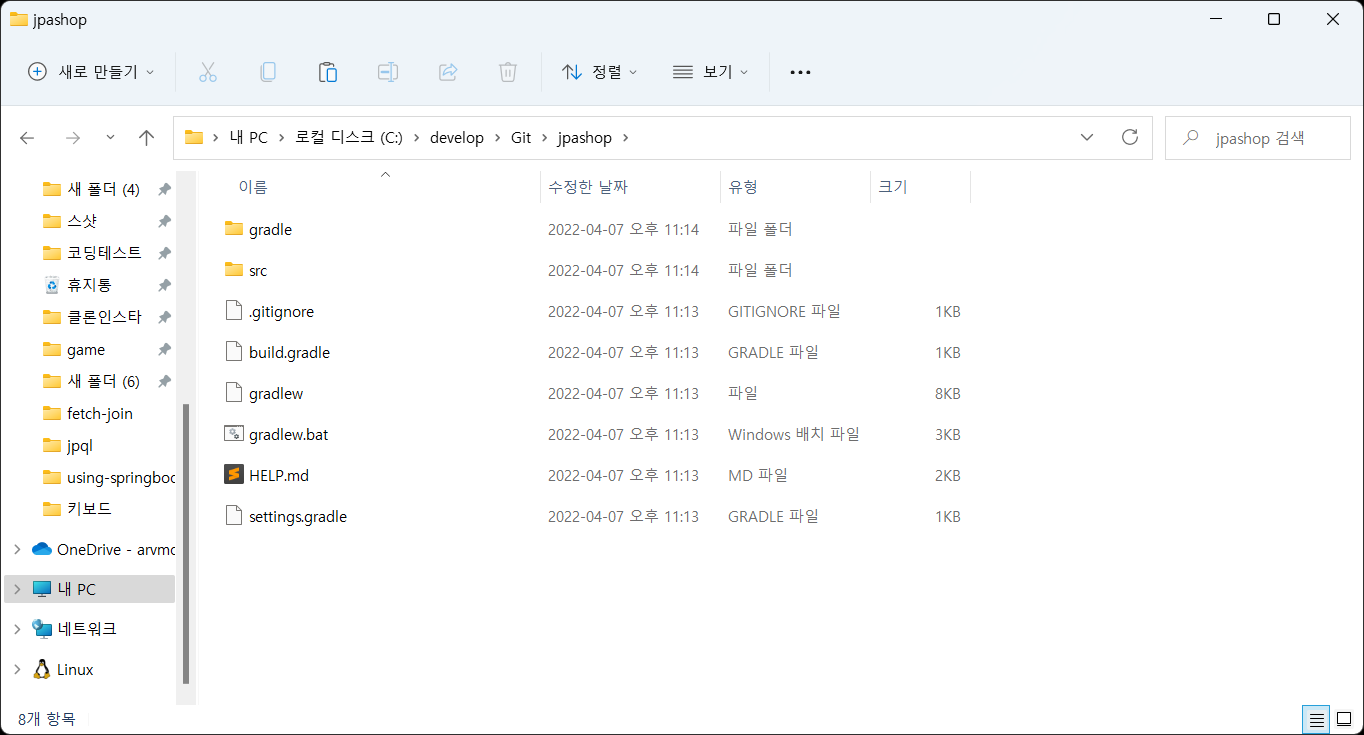 jpashop
새로 만들기 정렬 보기
내 PC 로컬 디스크 (C:) develop Git jpashop jpashop 검색
새 폴더 (4)
스샷
코딩테스트
휴지통
클론인스타
game
새 폴더 (6)
fetch-join
jpql
using-springboo
키보드
OneDrive - arvmo
내 PC
네트워크
Linux
이름 수정한 날짜 유형 크기
gradle 2022-04-07 오후 11:14 파일 폴더
src 2022-04-07 오후 11:14 파일 폴더
.gitignore 2022-04-07 오후 11:13 GITIGNORE 파일 1KB
build.gradle 2022-04-07 오후 11:13 GRADLE 파일 1KB
gradlew 2022-04-07 오후 11:13 파일 8KB
gradlew.bat 2022-04-07 오후 11:13 Windows 배치 파일 3KB
HELP.md 2022-04-07 오후 11:13 MD 파일 2KB
settings.gradle 2022-04-07 오후 11:13 GRADLE 파일 1KB
8개 항목